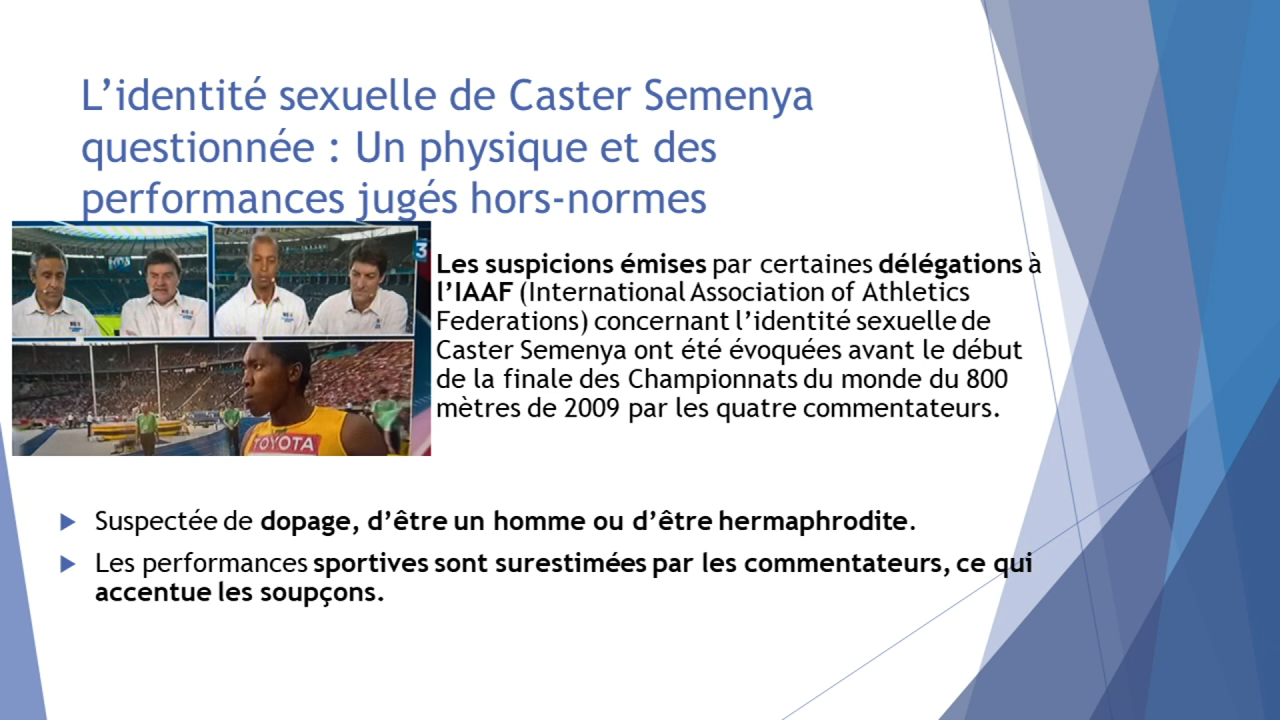 L’identité sexuelle de Caster Semenya
questionnée : Un physique et des
performances jugés hors-normes
3
TOYOTA
Les suspicions émises par certaines délégations à
l’IAAF (International Association of Athletics
Federations) concernant l’identité sexuelle de
Caster Semenya ont été évoquées avant le début
de la finale des Championnats du monde du 800
mètres de 2009 par les quatre commentateurs.
Suspectée de dopage, d’être un homme ou d’être hermaphrodite.
Les performances sportives sont surestimées par les commentateurs, ce qui
accentue les soupçons.